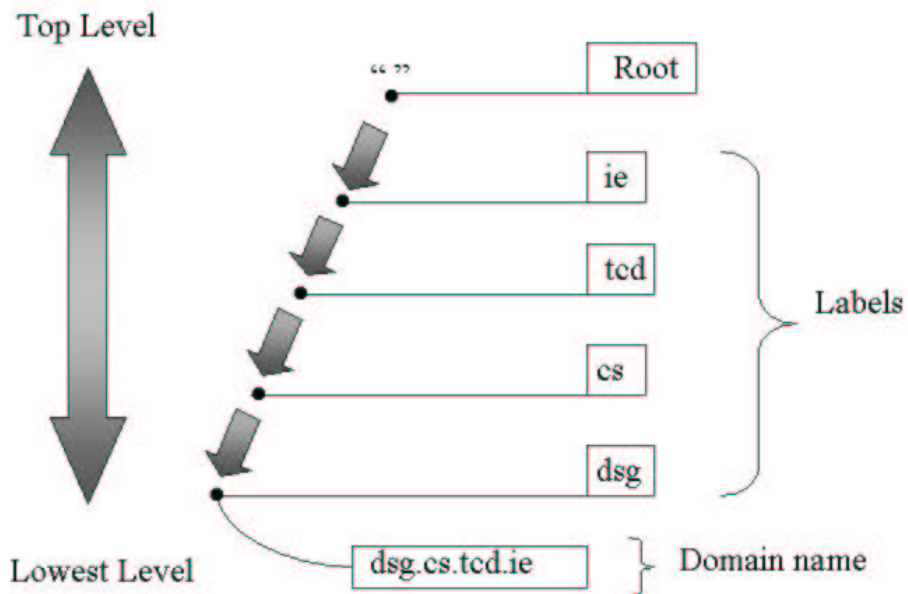 Top Level
“ ”
Root
ie
tcd
Labels
cs
dsg
dsg.cs.tcd.ie
Domain name
Lowest Level